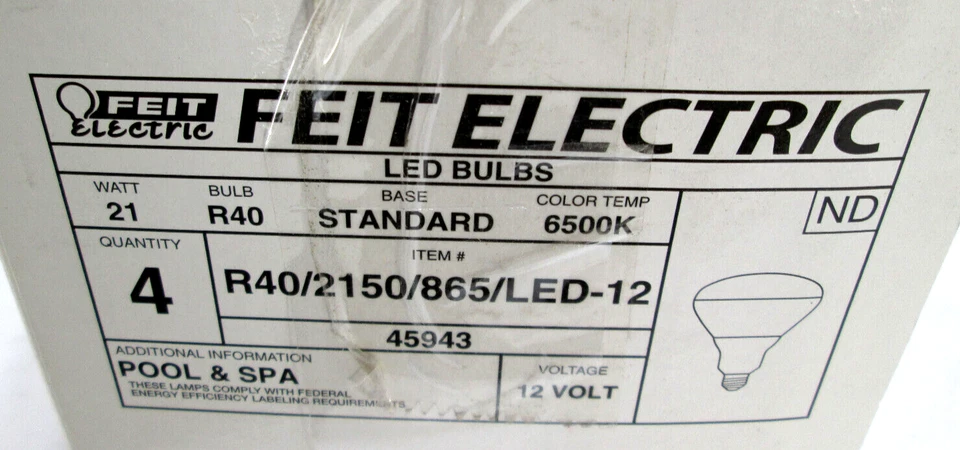 FEIT
ELECTRIC
FEIT ELECTRIC
LED BULBS
WATT
21
BULB
R40
BASE
STANDARD
COLOR TEMP
6500K
ND
QUANTITY
4
ITEM #
R40/2150/865/LED-12
45943
ADDITIONAL INFORMATION
POOL & SPA
THESE LAMPS COMPLY WITH FEDERAL
ENERGY EFFICIENCY LABELING REQUIREMENTS
VOLTAGE
12 VOLT